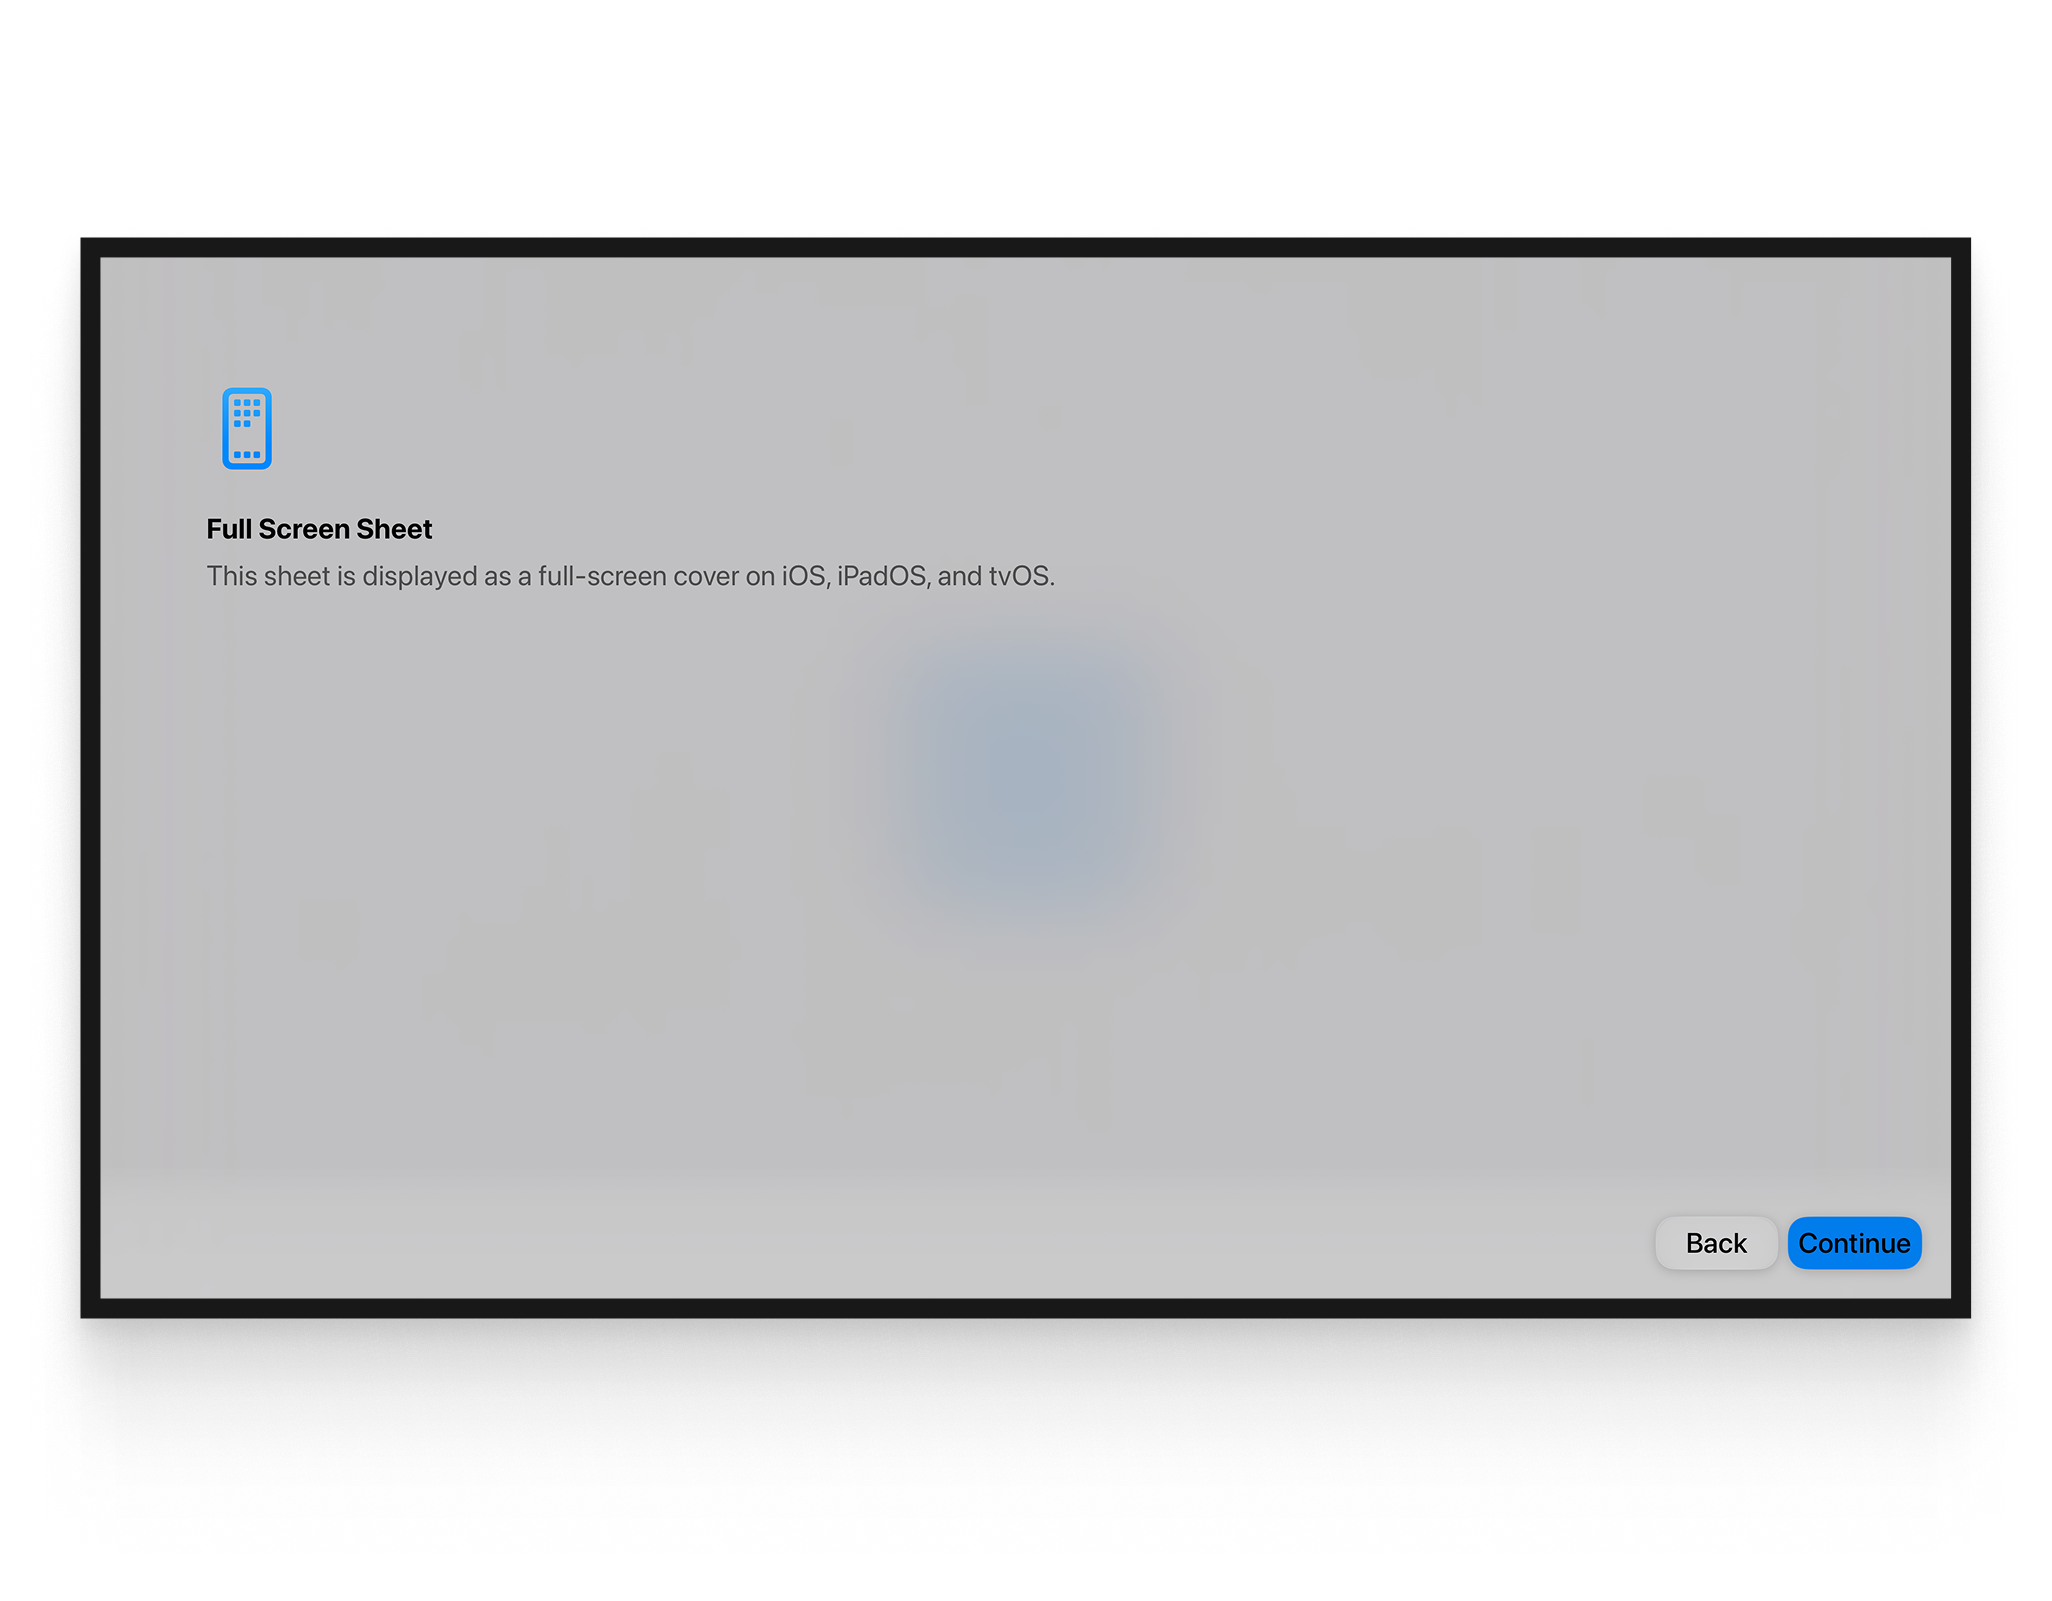 Full Screen Sheet
This sheet is displayed as a full-screen cover on iOS, iPadOS, and tvOS.
Back Continue